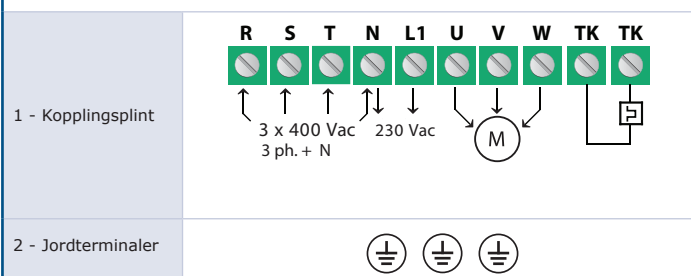 R S T N L1 U V W TK TK
1 - Kopplingsplint
3 x 400 Vac 230 Vac
3 ph. + N
M
2 - Jordterminaler